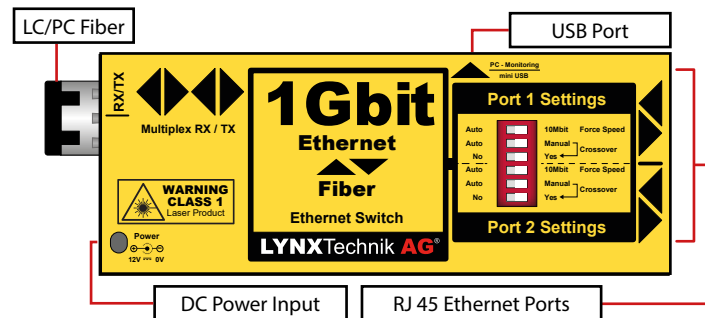 LC/PC Fiber
USB Port
RX/TX
Multiplex RX / TX
1Gbit
Ethernet
Fiber
Ethernet Switch
LYNXTechnik AG®
PC - Monitoring
mini USB
Port 1 Settings
Auto 10Mbit Force Speed
Auto Manual Crossover
No Yes
Auto 10Mbit Force Speed
Auto Manual Crossover
No Yes
Port 2 Settings
WARNING
CLASS 1
Laser Product
Power
12V 0V
DC Power Input
RJ 45 Ethernet Ports